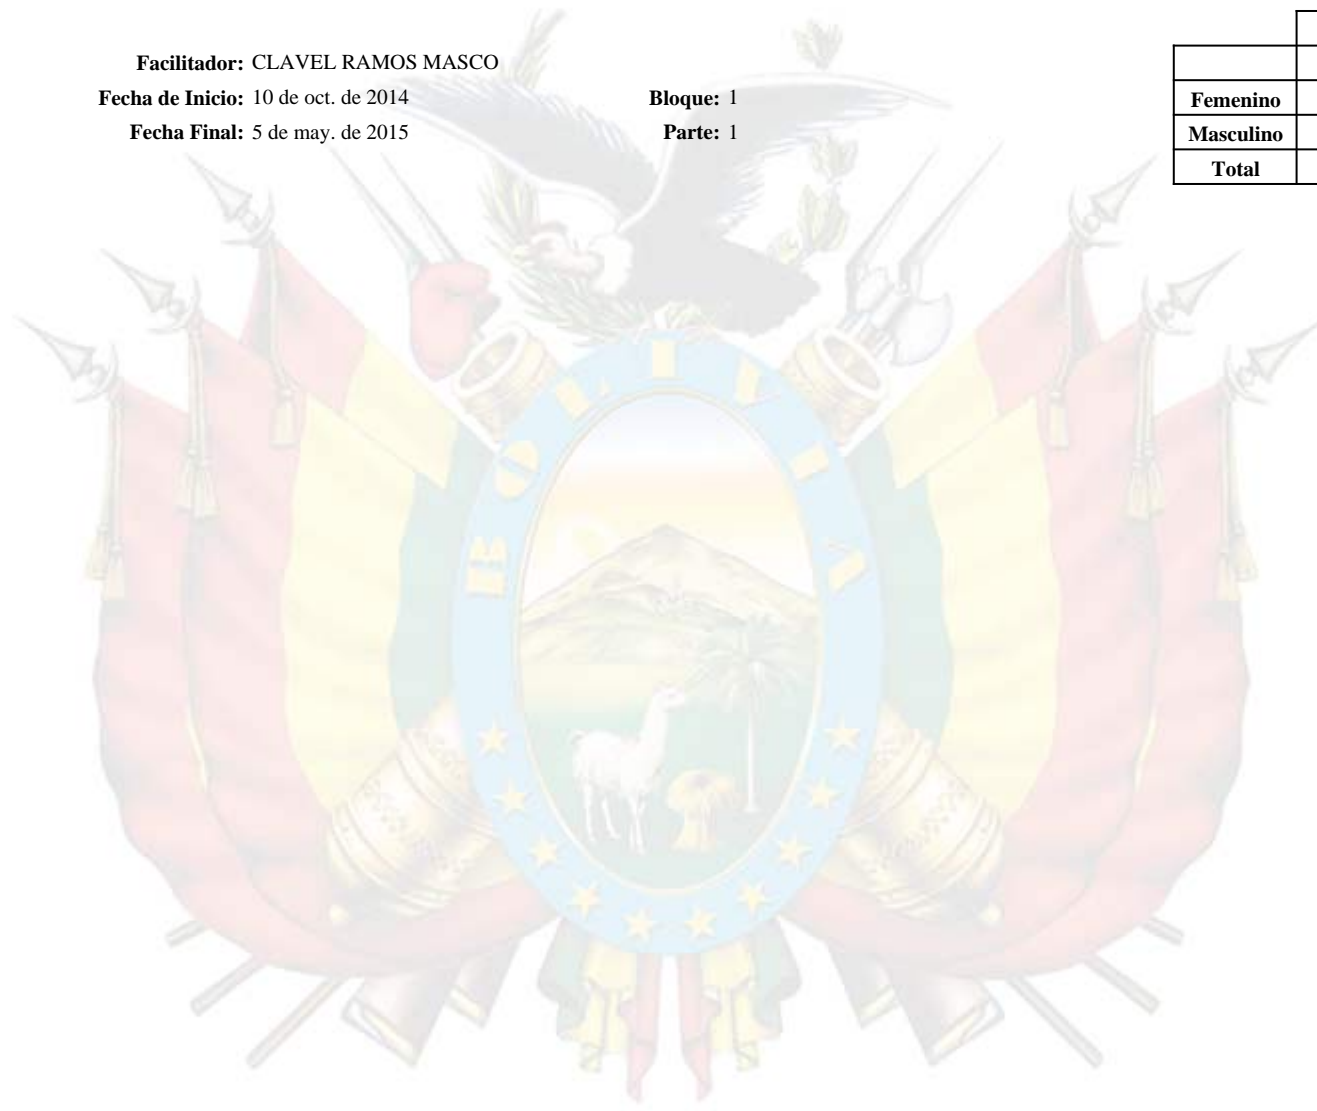 Facilitador: CLAVEL RAMOS MASCO
Fecha de Inicio: 10 de oct. de 2014 Bloque: 1
Fecha Final: 5 de may. de 2015 Parte: 1
Femenino
Masculino
Total
BOLIVIA